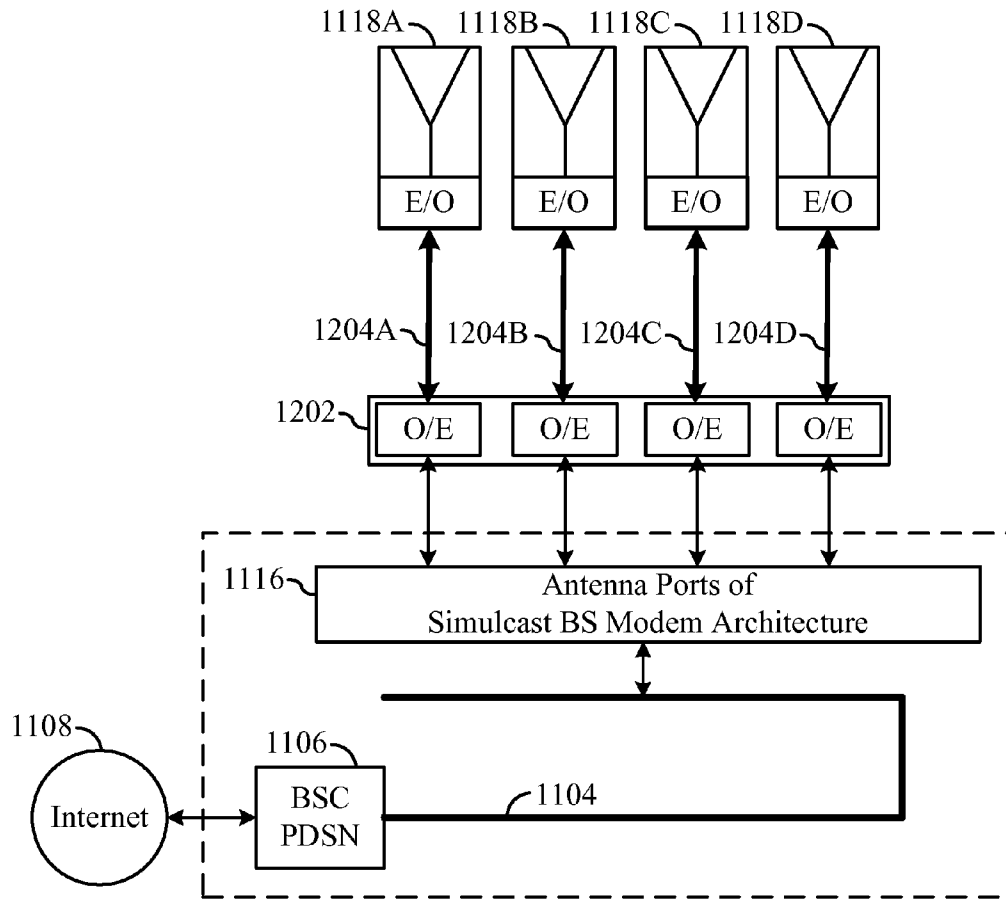 1118A 1118B 1118C 1118D
E/O E/O E/O E/O
1204A 1204B 1204C 1204D
1202
O/E O/E O/E O/E
1116
Antenna Ports of
Simulcast BS Modem Architecture
1108
1106
Internet
BSC
PDSN
1104